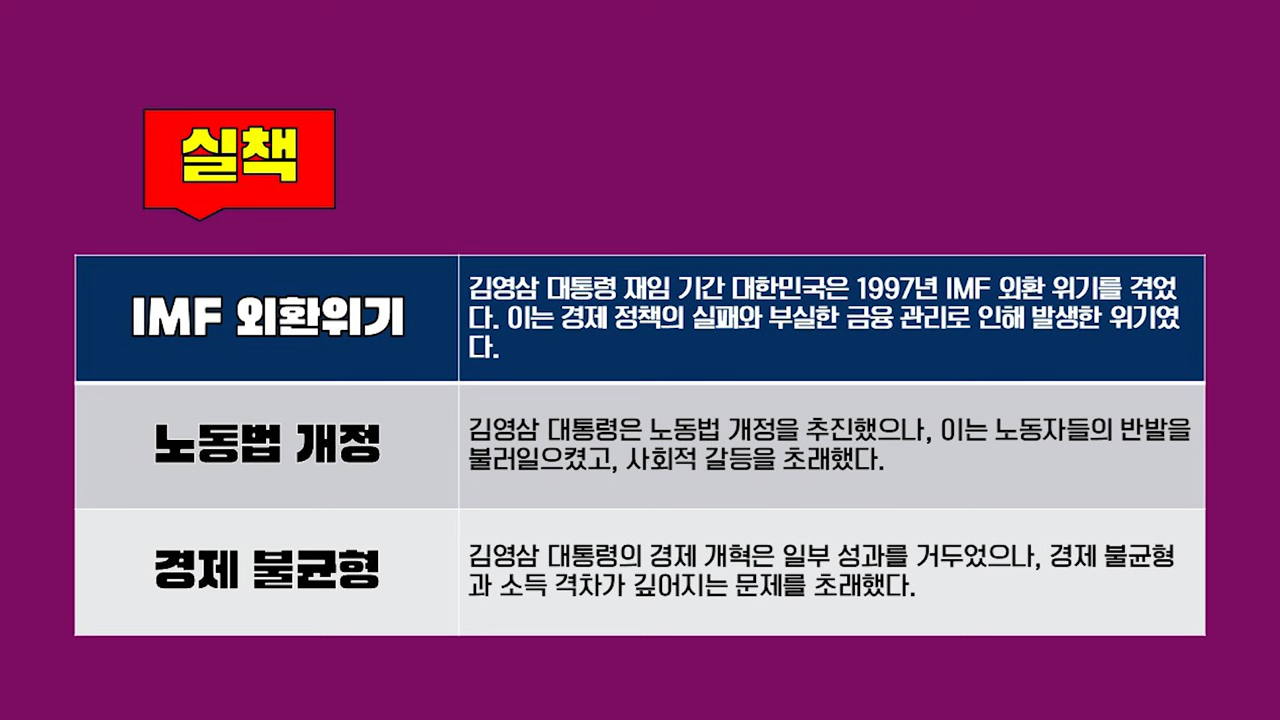 실책
IMF 외환위기
김영삼 대통령 재임 기간 대한민국은 1997년 IMF 외환 위기를 겪었
다. 이는 경제 정책의 실패와 부실한 금융 관리로 인해 발생한 위기였
다.
노동법 개정
김영삼 대통령은 노동법 개정을 추진했으나, 이는 노동자들의 반발을
불러일으켰고, 사회적 갈등을 초래했다.
경제 불균형
김영삼 대통령의 경제 개혁은 일부 성과를 거두었으나, 경제 불균형
과 소득 격차가 깊어지는 문제를 초래했다.